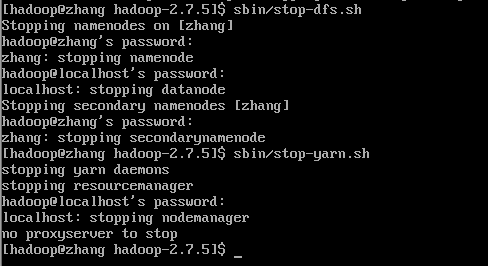 [hadoop@zhang hadoop-2.7.5]$ sbin/stop-dfs.sh
Stopping namenodes on [zhang]
hadoop@zhang's password:
zhang: stopping namenode
hadoop@localhost's password:
localhost: stopping datanode
Stopping secondary namenodes [zhang]
hadoop@zhang's password:
zhang: stopping secondarynamenode
[hadoop@zhang hadoop-2.7.5]$ sbin/stop-yarn.sh
stopping yarn daemons
stopping resourcemanager
hadoop@localhost's password:
localhost: stopping nodemanager
no proxyserver to stop
[hadoop@zhang hadoop-2.7.5]$ _